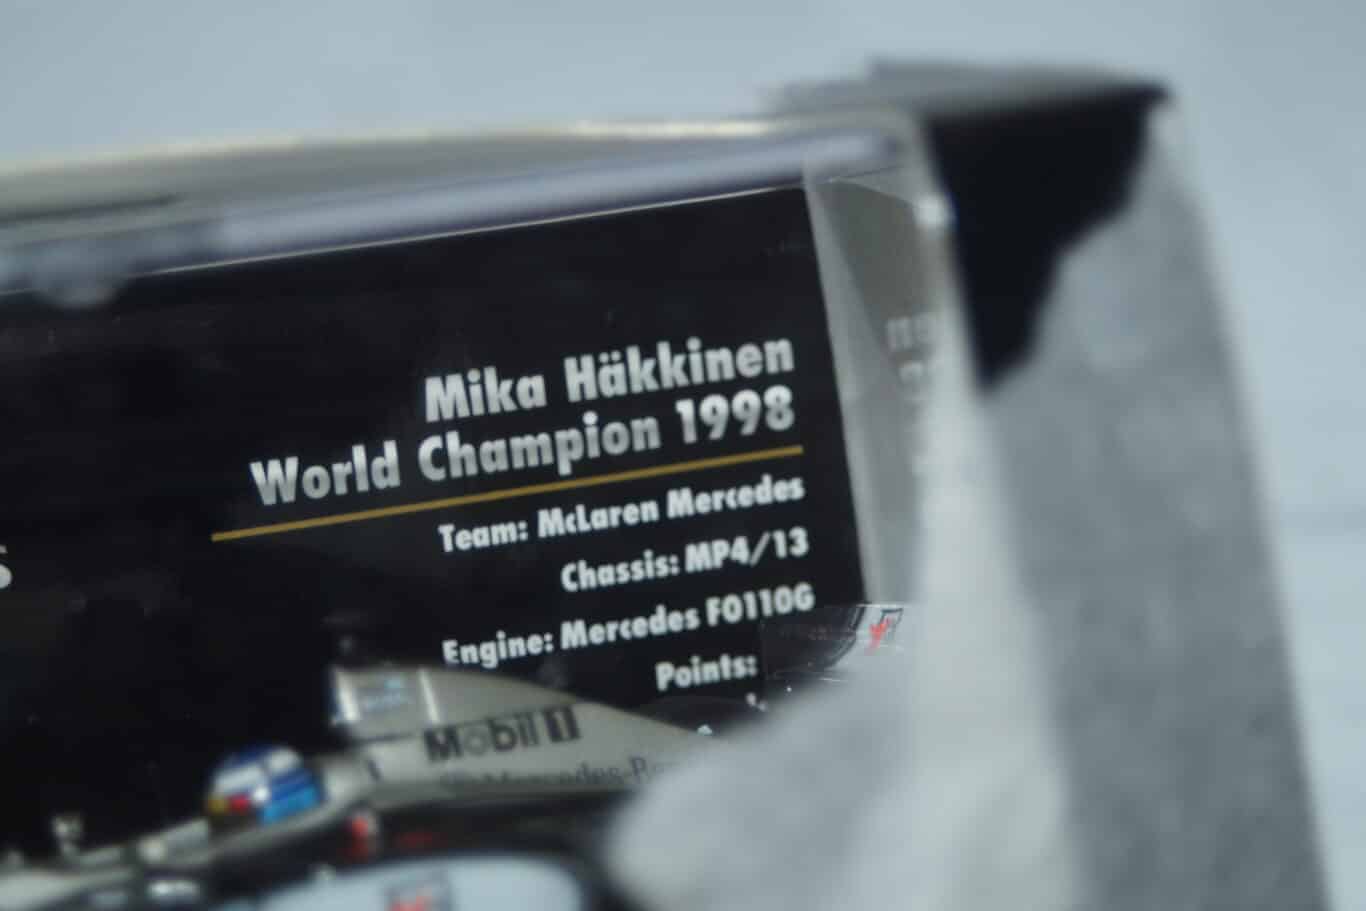 Mika Häkkinen
World Champion 1998
Team: McLaren Mercedes
Chassis: MP4/13
Engine: Mercedes FO110G
Points:
Mobil 1